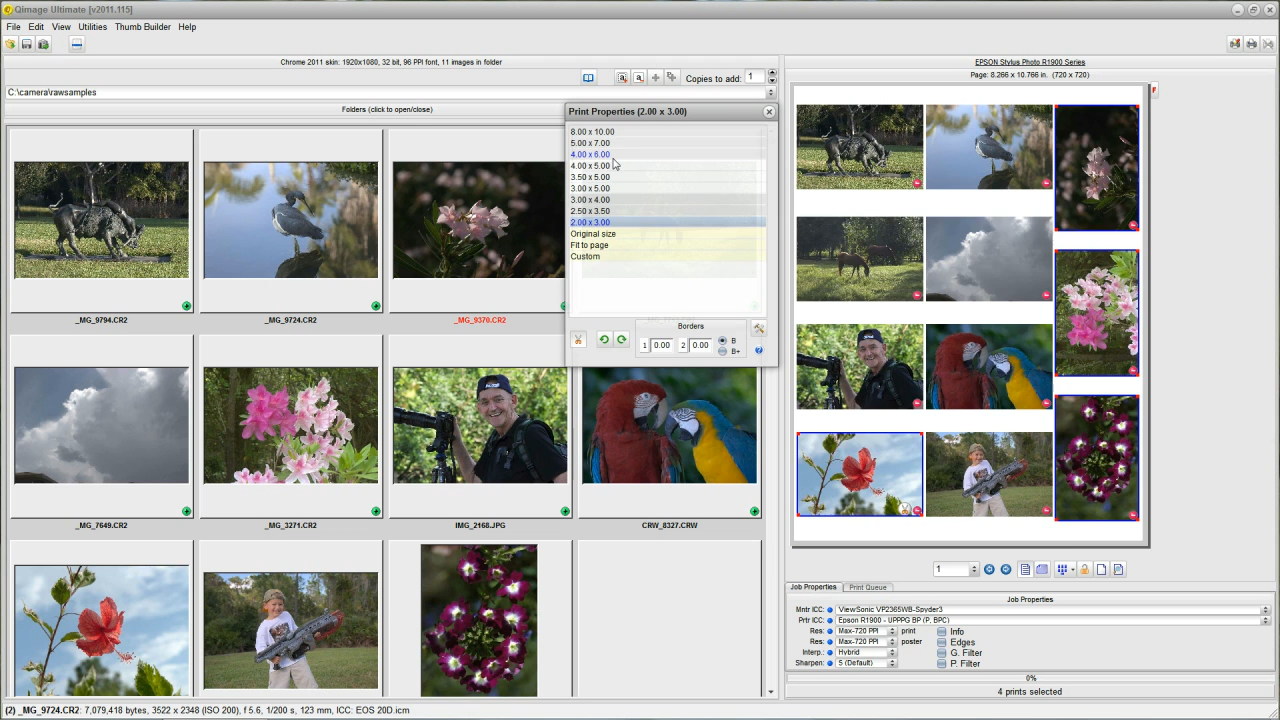 Qimage Ultimate [v2011.115]
File Edit View Utilities Thumb Builder Help
Chrome 2011 skin: 1920x1080, 32 bit, 96 PPI font, 11 images in folder
Copies to add: 1
C:\camera\rawsamples
Folders (click to open/close)
_MG_9794.CR2
_MG_9724.CR2
_MG_9370.CR2
_MG_7649.CR2
_MG_3271.CR2
IMG_2168.JPG
CRW_8327.CRW
Print Properties (2.00 x 3.00)
8.00 x 10.00
5.00 x 7.00
4.00 x 6.00
4.00 x 5.00
3.50 x 5.00
3.00 x 5.00
3.00 x 4.00
2.50 x 3.50
2.00 x 3.00
Original size
Fit to page
Custom
Borders
1 0.00 2 0.00 B
B+
EPSON Stylus Photo R1900 Series
Page: 8.266 x 10.766 in. (720 x 720)
1
Job Properties Print Queue
Job Properties
Mntr ICC: ViewSonic VP2365WB-Spyder3
Prtr ICC: Epson R1900 - UPPG BP (P, BPC)
Res: Max-720 PPI print Info
Res: Max-720 PPI poster Edges
Interp.: Hybrid G. Filter
Sharpen: 5 (Default) P. Filter
0%
4 prints selected
(2) _MG_9724.CR2: 7,079,418 bytes, 3522 x 2348 (ISO 200), f 5.6, 1/200 s, 123 mm, ICC: EOS 20D.icm